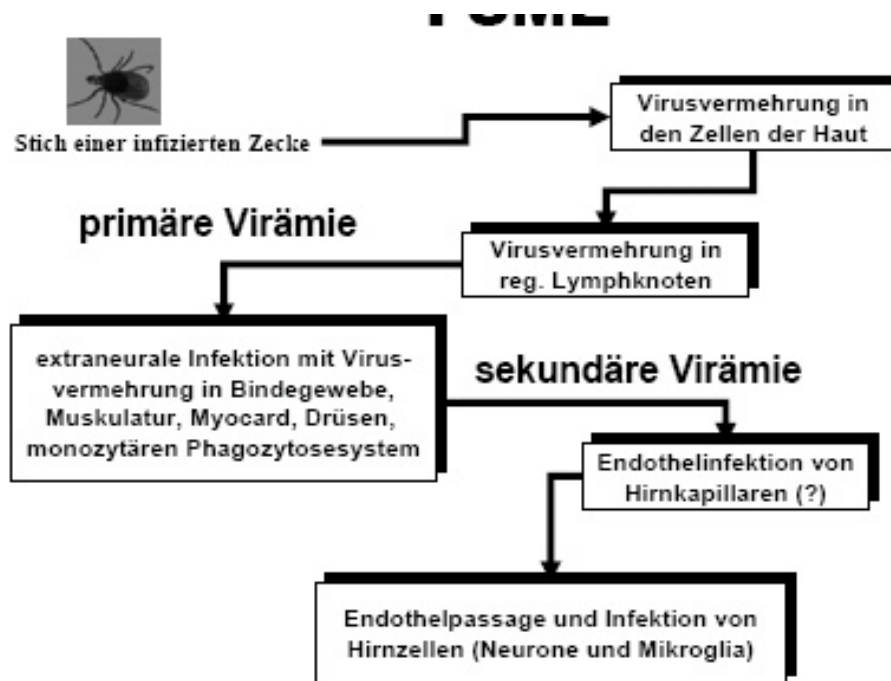 FSME
Stich einer infizierten Zecke
Virusvermehrung in
den Zellen der Haut
primäre Virämie
Virusvermehrung in
reg. Lymphknoten
extraneurale Infektion mit Virus-
vermehrung in Bindegewebe,
Muskulatur, Myocard, Drüsen,
monozytären Phagozytosesystem
sekundäre Virämie
Endothelinfektion von
Hirnkapillaren (?)
Endothelpassage und Infektion von
Hirnzellen (Neurone und Mikroglia)